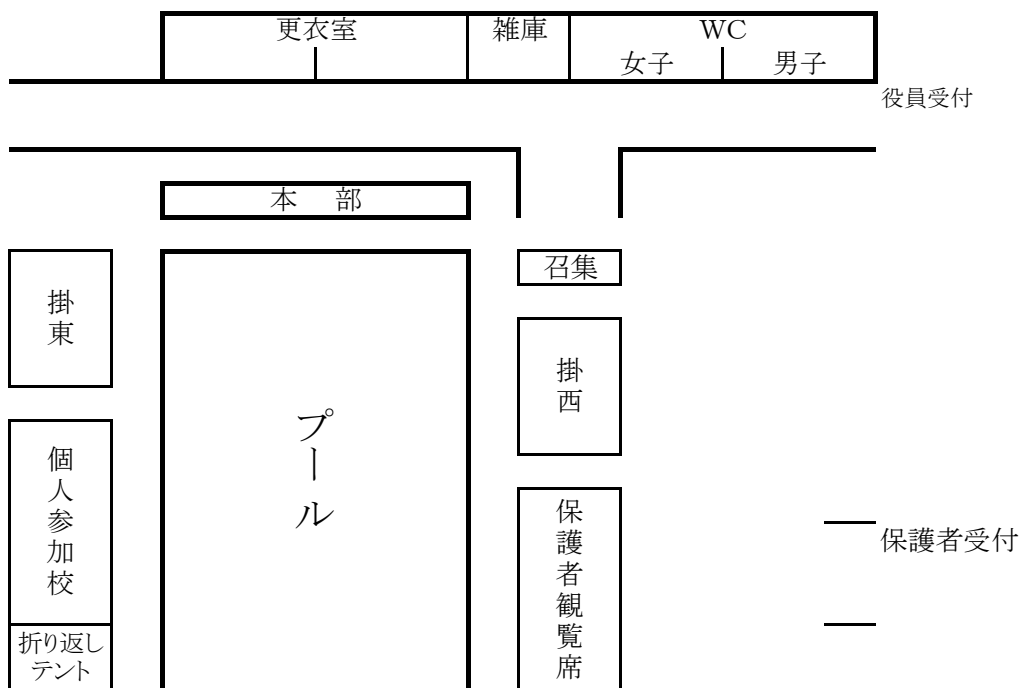 更衣室
雑庫
WC
女子
男子
役員受付
本 部
召集
掛東
掛西
プール
個人参加校
保護者観覧席
保護者受付
折り返し
テント